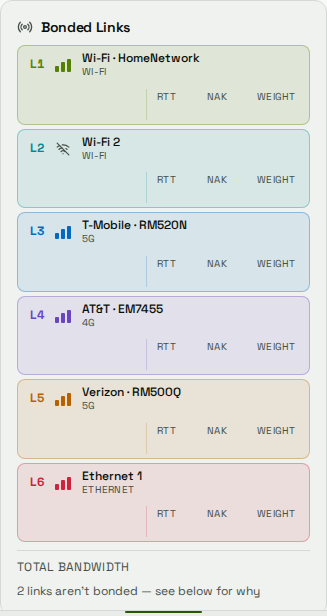 Bonded Links
L1 Wi-Fi · HomeNetwork
WI-FI
RTT NAK WEIGHT
L2 Wi-Fi 2
WI-FI
RTT NAK WEIGHT
L3 T-Mobile · RM520N
5G
RTT NAK WEIGHT
L4 AT&T · EM7455
4G
RTT NAK WEIGHT
L5 Verizon · RM500Q
5G
RTT NAK WEIGHT
L6 Ethernet 1
ETHERNET
RTT NAK WEIGHT
TOTAL BANDWIDTH
2 links aren't bonded — see below for why